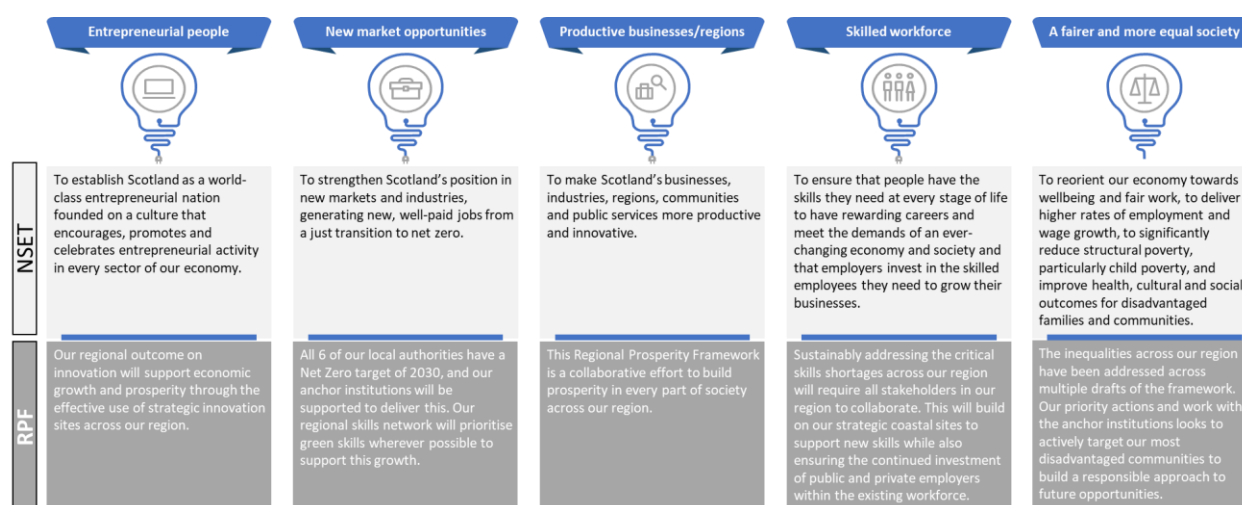 Entrepreneurial people
New market opportunities
Productive businesses/regions
Skilled workforce
A fairer and more equal society
NSET
To establish Scotland as a world-
class entrepreneurial nation
founded on a culture that
encourages, promotes and
celebrates entrepreneurial activity
in every sector of our economy.
To strengthen Scotland's position in
new markets and industries,
generating new, well-paid jobs from
a just transition to net zero.
To make Scotland's businesses,
industries, regions, communities
and public services more productive
and innovative.
To ensure that people have the
skills they need at every stage of life
to have rewarding careers and
meet the demands of an ever-
changing economy and society and
that employers invest in the skilled
employees they need to grow their
businesses.
To reorient our economy towards
wellbeing and fair work, to deliver
higher rates of employment and
wage growth, to significantly
reduce structural poverty,
particularly child poverty, and
improve health, cultural and social
outcomes for disadvantaged
families and communities.
RPF
Our regional outcome on
innovation will support economic
growth and prosperity through the
effective use of strategic innovation
sites across our region.
All 6 of our local authorities have a
Net Zero target of 2030, and our
anchor institutions will be
supported to deliver this. Our
regional skills network will prioritise
green skills wherever possible to
support this growth.
This Regional Prosperity Framework
is a collaborative effort to build
prosperity in every part of society
across our region.
Sustainably addressing the critical
skills shortages across our region
will require all stakeholders in our
region to collaborate. This will build
on our strategic coastal sites to
support new skills while also
ensuring the continued investment
of public and private employers
within the existing workforce.
The inequalities across our region
have been addressed across
multiple drafts of the framework.
Our priority actions and work with
the anchor institutions looks to
actively target our most
disadvantaged communities to
build a responsible approach to
future opportunities.